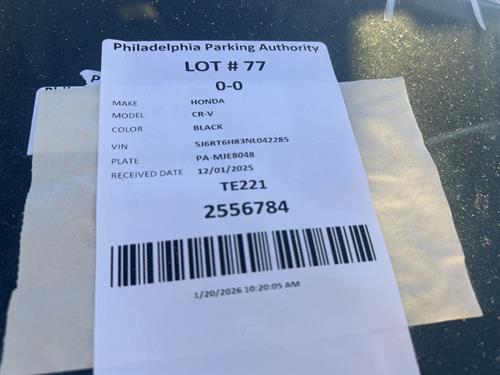 Philadelphia Parking Authority
LOT # 77
0-0
MAKE HONDA
MODEL CR-V
COLOR BLACK
VIN 5J6RT6H83NL042285
PLATE PA-MJE8048
RECEIVED DATE 12/01/2025
TE221
2556784
1/20/2026 10:20:05 AM